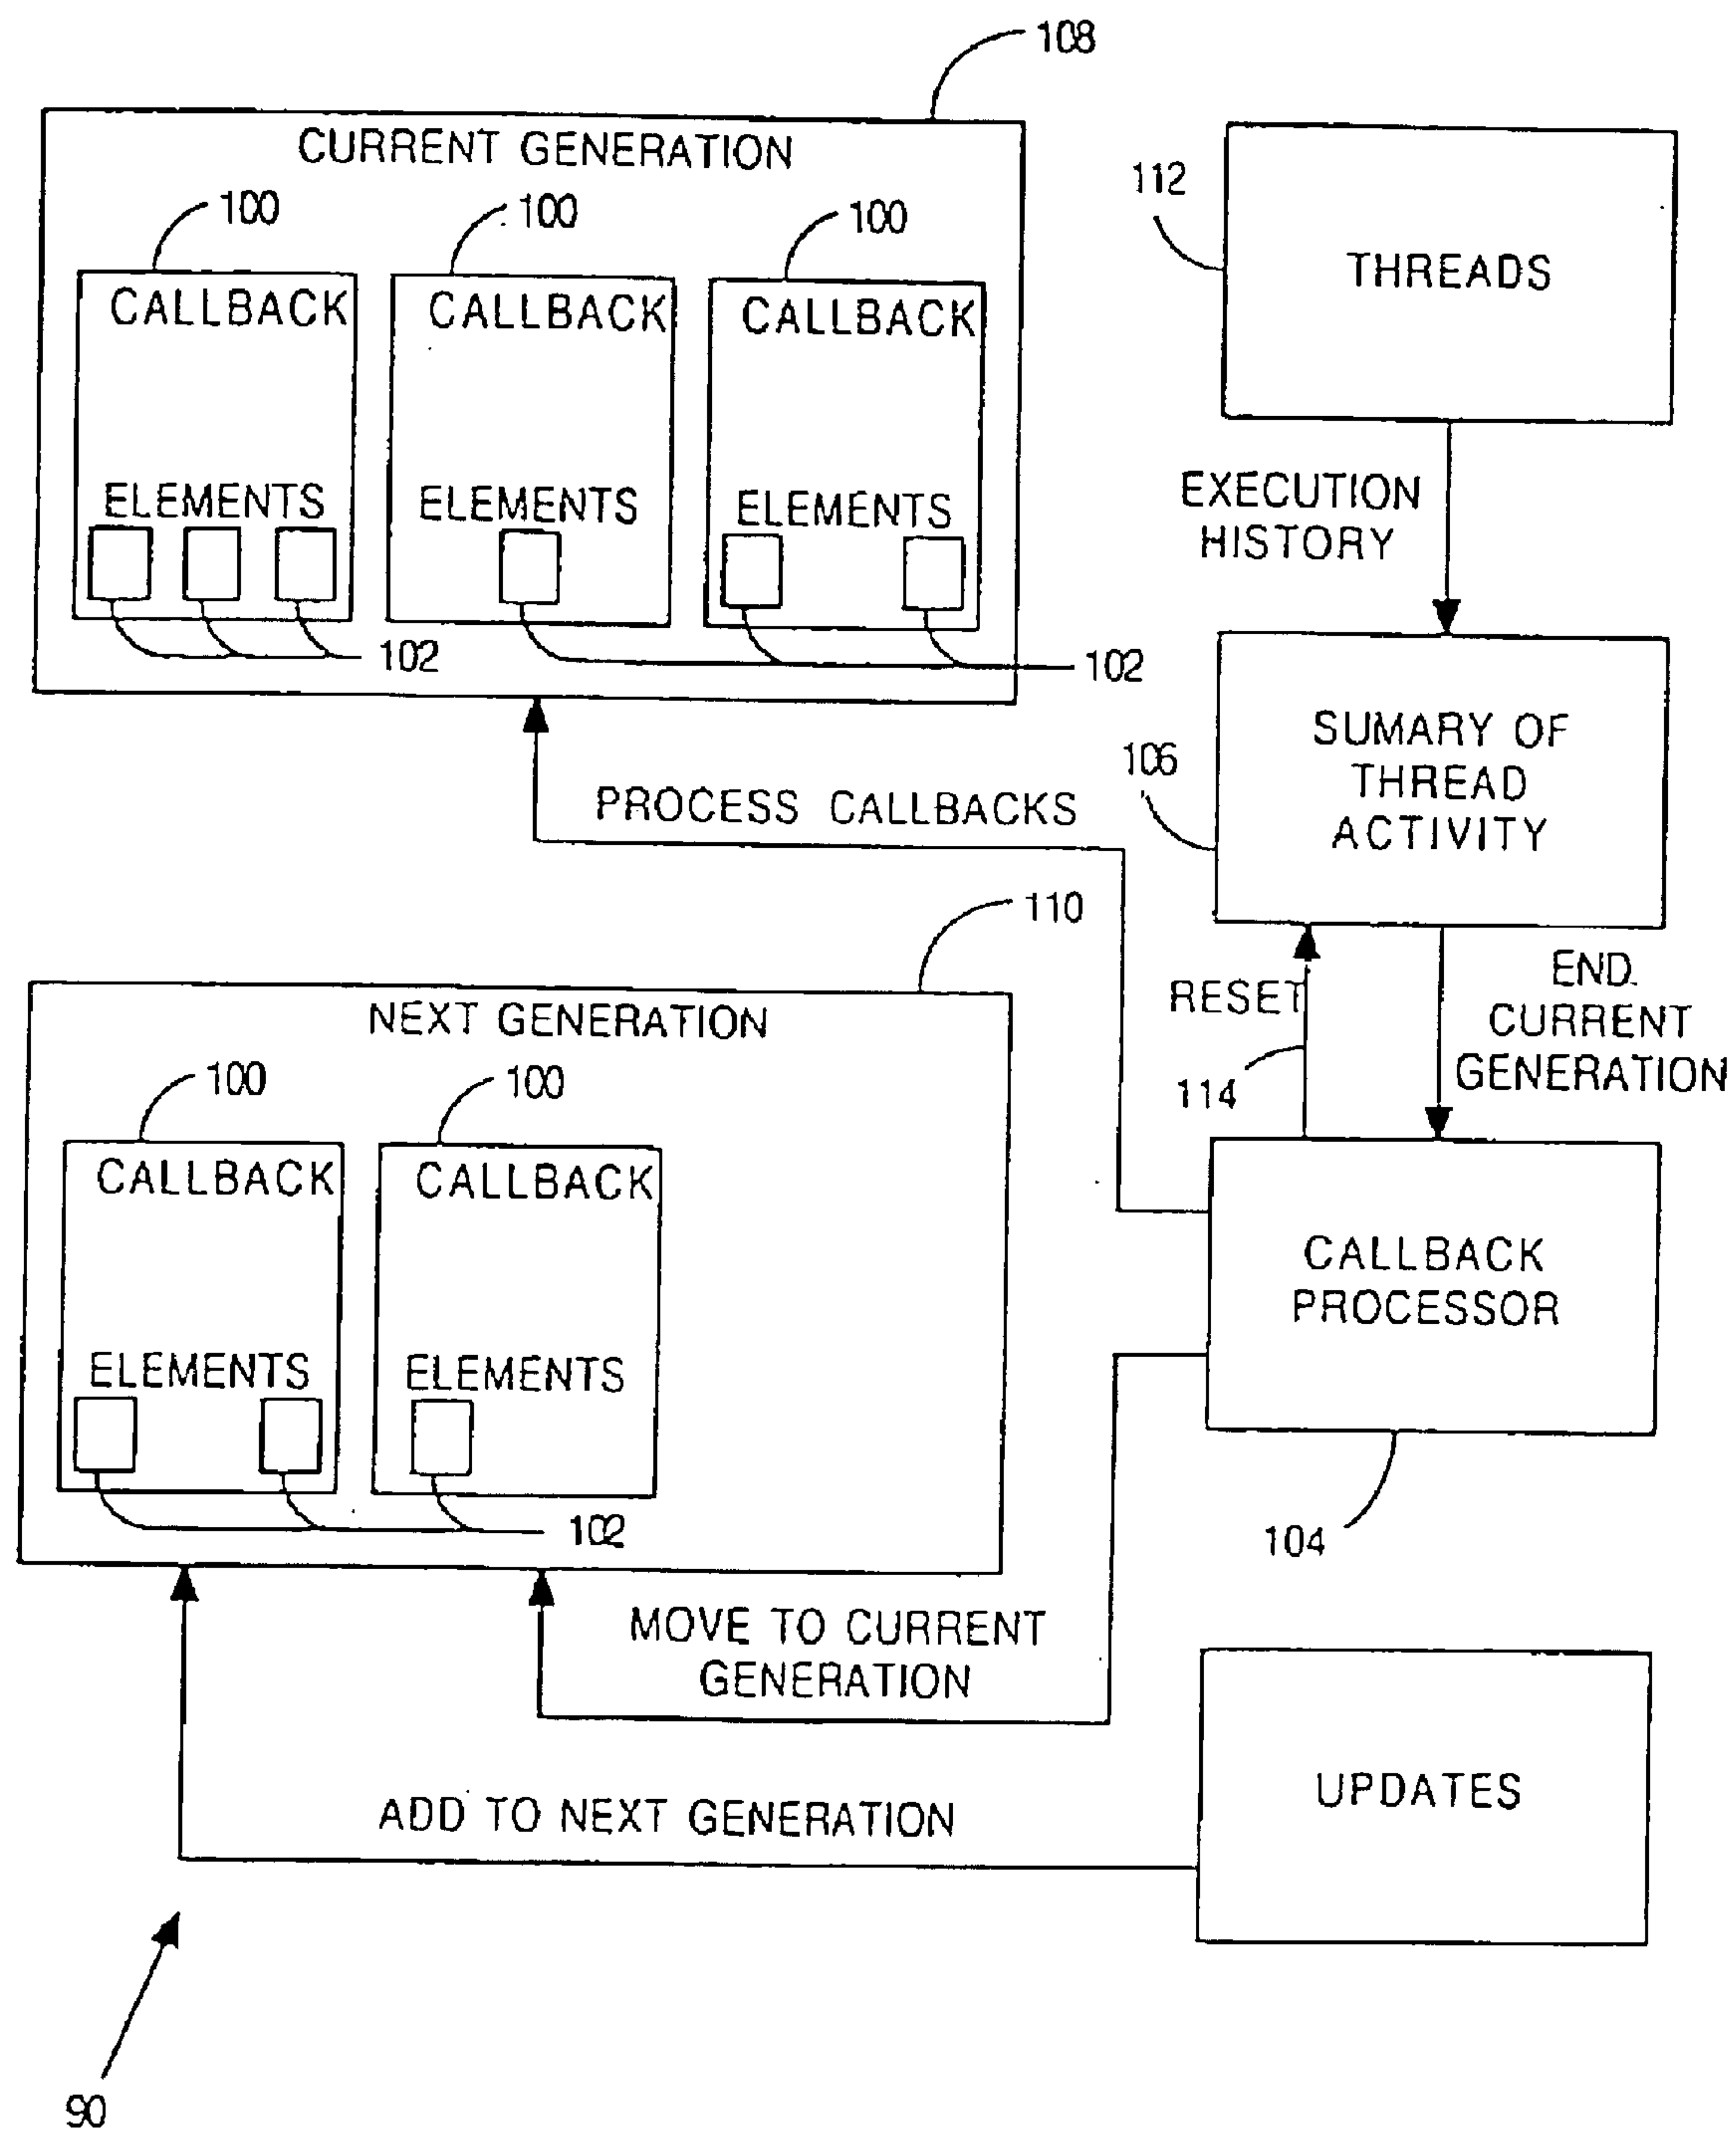 108
CURRENT GENERATION
100
100
100
CALLBACK
CALLBACK
CALLBACK
ELEMENTS
ELEMENTS
ELEMENTS
102
102
112
THREADS
EXECUTION
HISTORY
106
SUMARY OF
THREAD
ACTIVITY
PROCESS CALLBACKS
110
RESET
114
END
CURRENT
GENERATION
NEXT GENERATION
100
100
CALLBACK
CALLBACK
ELEMENTS
ELEMENTS
102
CALLBACK
PROCESSOR
104
MOVE TO CURRENT
GENERATION
UPDATES
ADD TO NEXT GENERATION
90